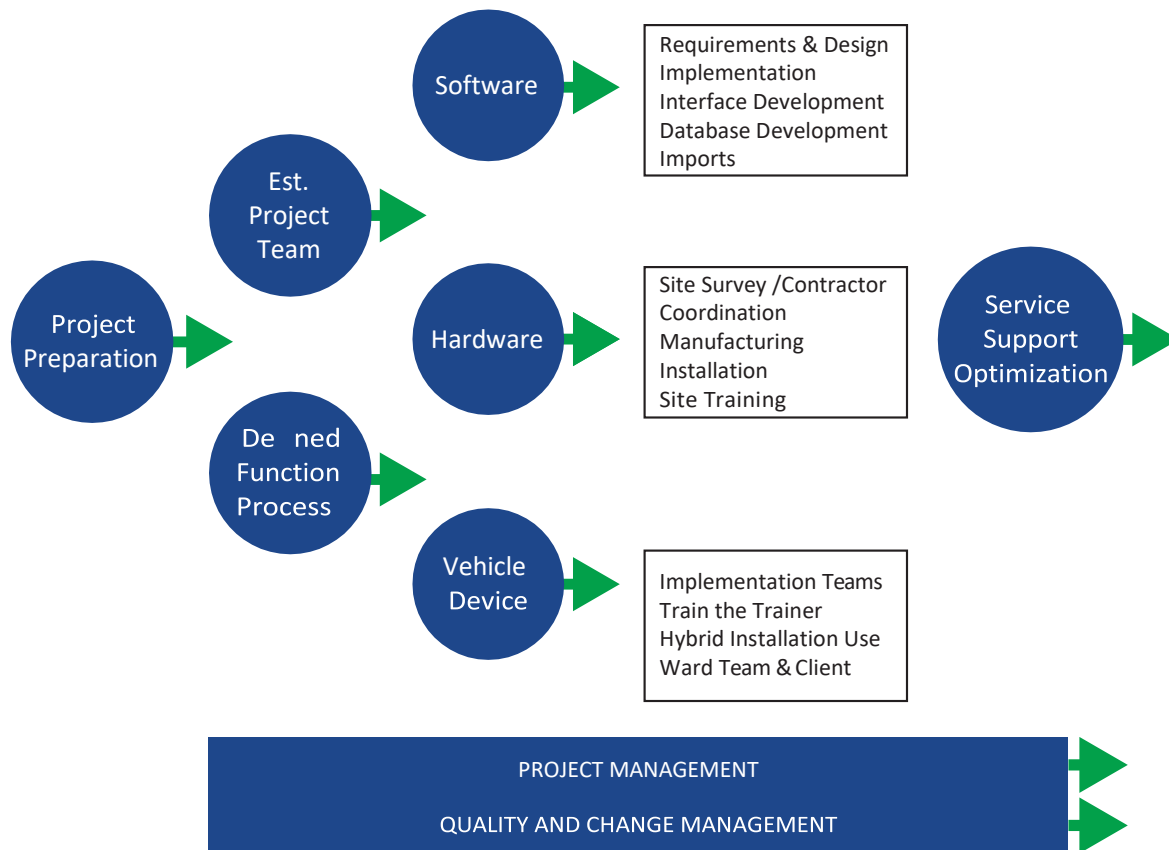 Project
Preparation
Est.
Project
Team
De ned
Function
Process
Software
Hardware
Vehicle
Device
Requirements & Design
Implementation
Interface Development
Database Development
Imports
Site Survey /Contractor
Coordination
Manufacturing
Installation
Site Training
Implementation Teams
Train the Trainer
Hybrid Installation Use
Ward Team & Client
Service
Support
Optimization
PROJECT MANAGEMENT
QUALITY AND CHANGE MANAGEMENT